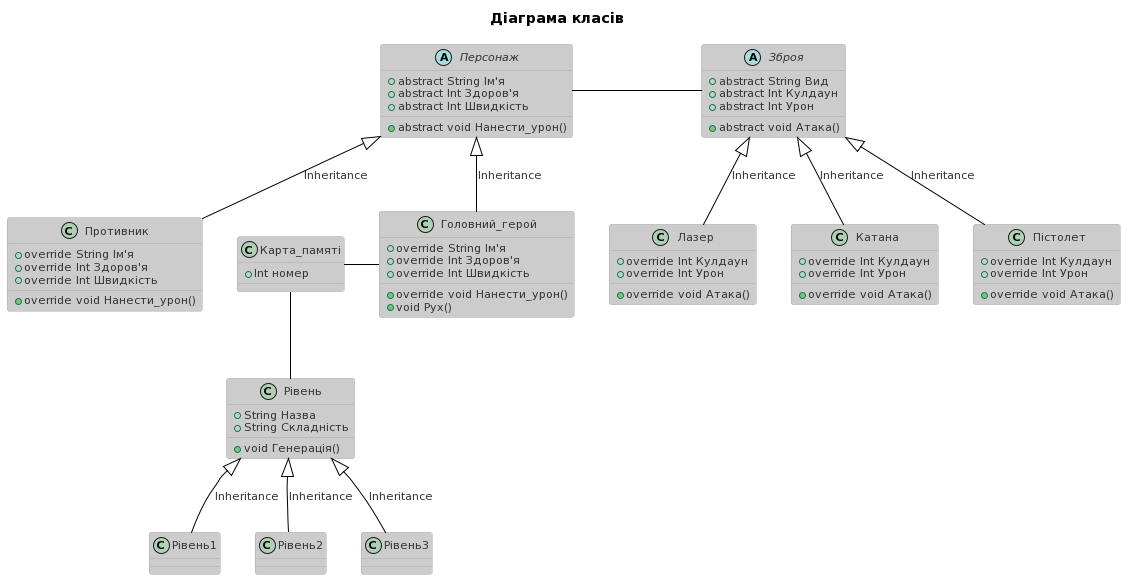 Діаграма класів
A Персонаж
abstract String Ім'я
abstract Int Здоров'я
abstract Int Швидкість
abstract void Нанести_урон()
A Зброя
abstract String Вид
abstract Int Кулдаун
abstract Int Урон
abstract void Атака()
Inheritance
Inheritance
Inheritance
Inheritance
Inheritance
C Противник
override String Ім'я
override Int Здоров'я
override Int Швидкість
override void Нанести_урон()
C Карта_памяті
Int номер
C Головний_герой
override String Ім'я
override Int Здоров'я
override Int Швидкість
override void Нанести_урон()
void Рух()
C Лазер
override Int Кулдаун
override Int Урон
override void Атака()
C Катана
override Int Кулдаун
override Int Урон
override void Атака()
C Пістолет
override Int Кулдаун
override Int Урон
override void Атака()
C Рівень
String Назва
String Складність
void Генерація()
Inheritance
Inheritance
Inheritance
C Рівень1
C Рівень2
C Рівень3